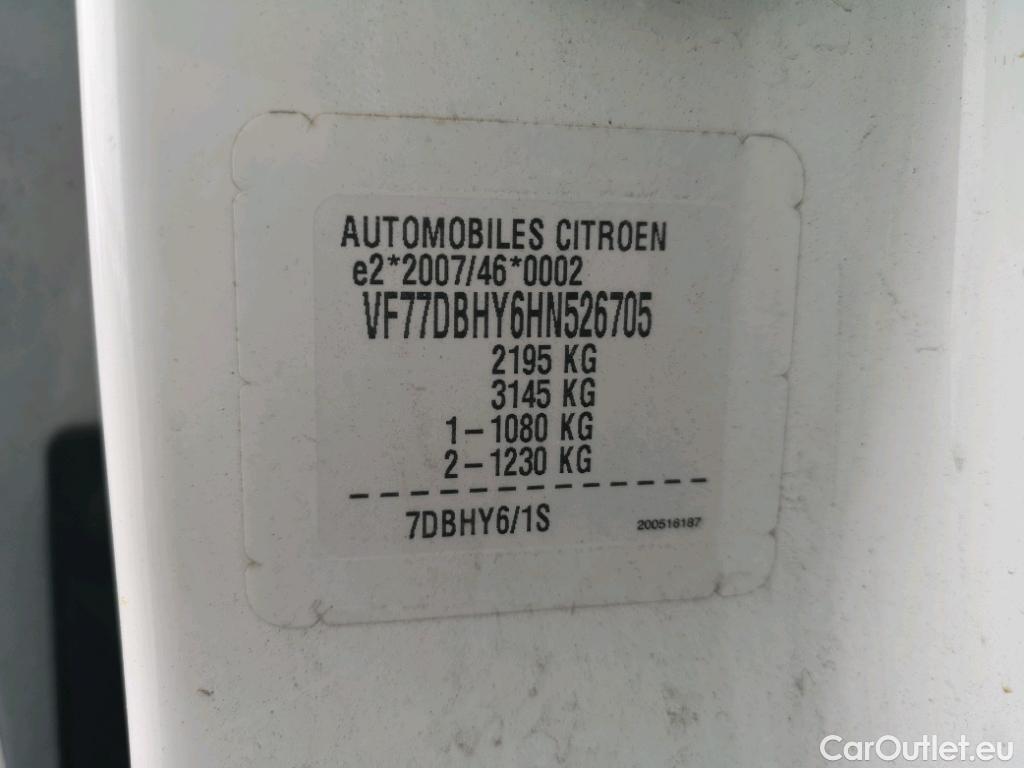 AUTOMOBILES CITROEN
e2*2007/46*0002
VF77DBHY6HN526705
2195 KG
3145 KG
1-1080 KG
2-1230 KG
7DBHY6/1S
200516187
CarOutlet.eu